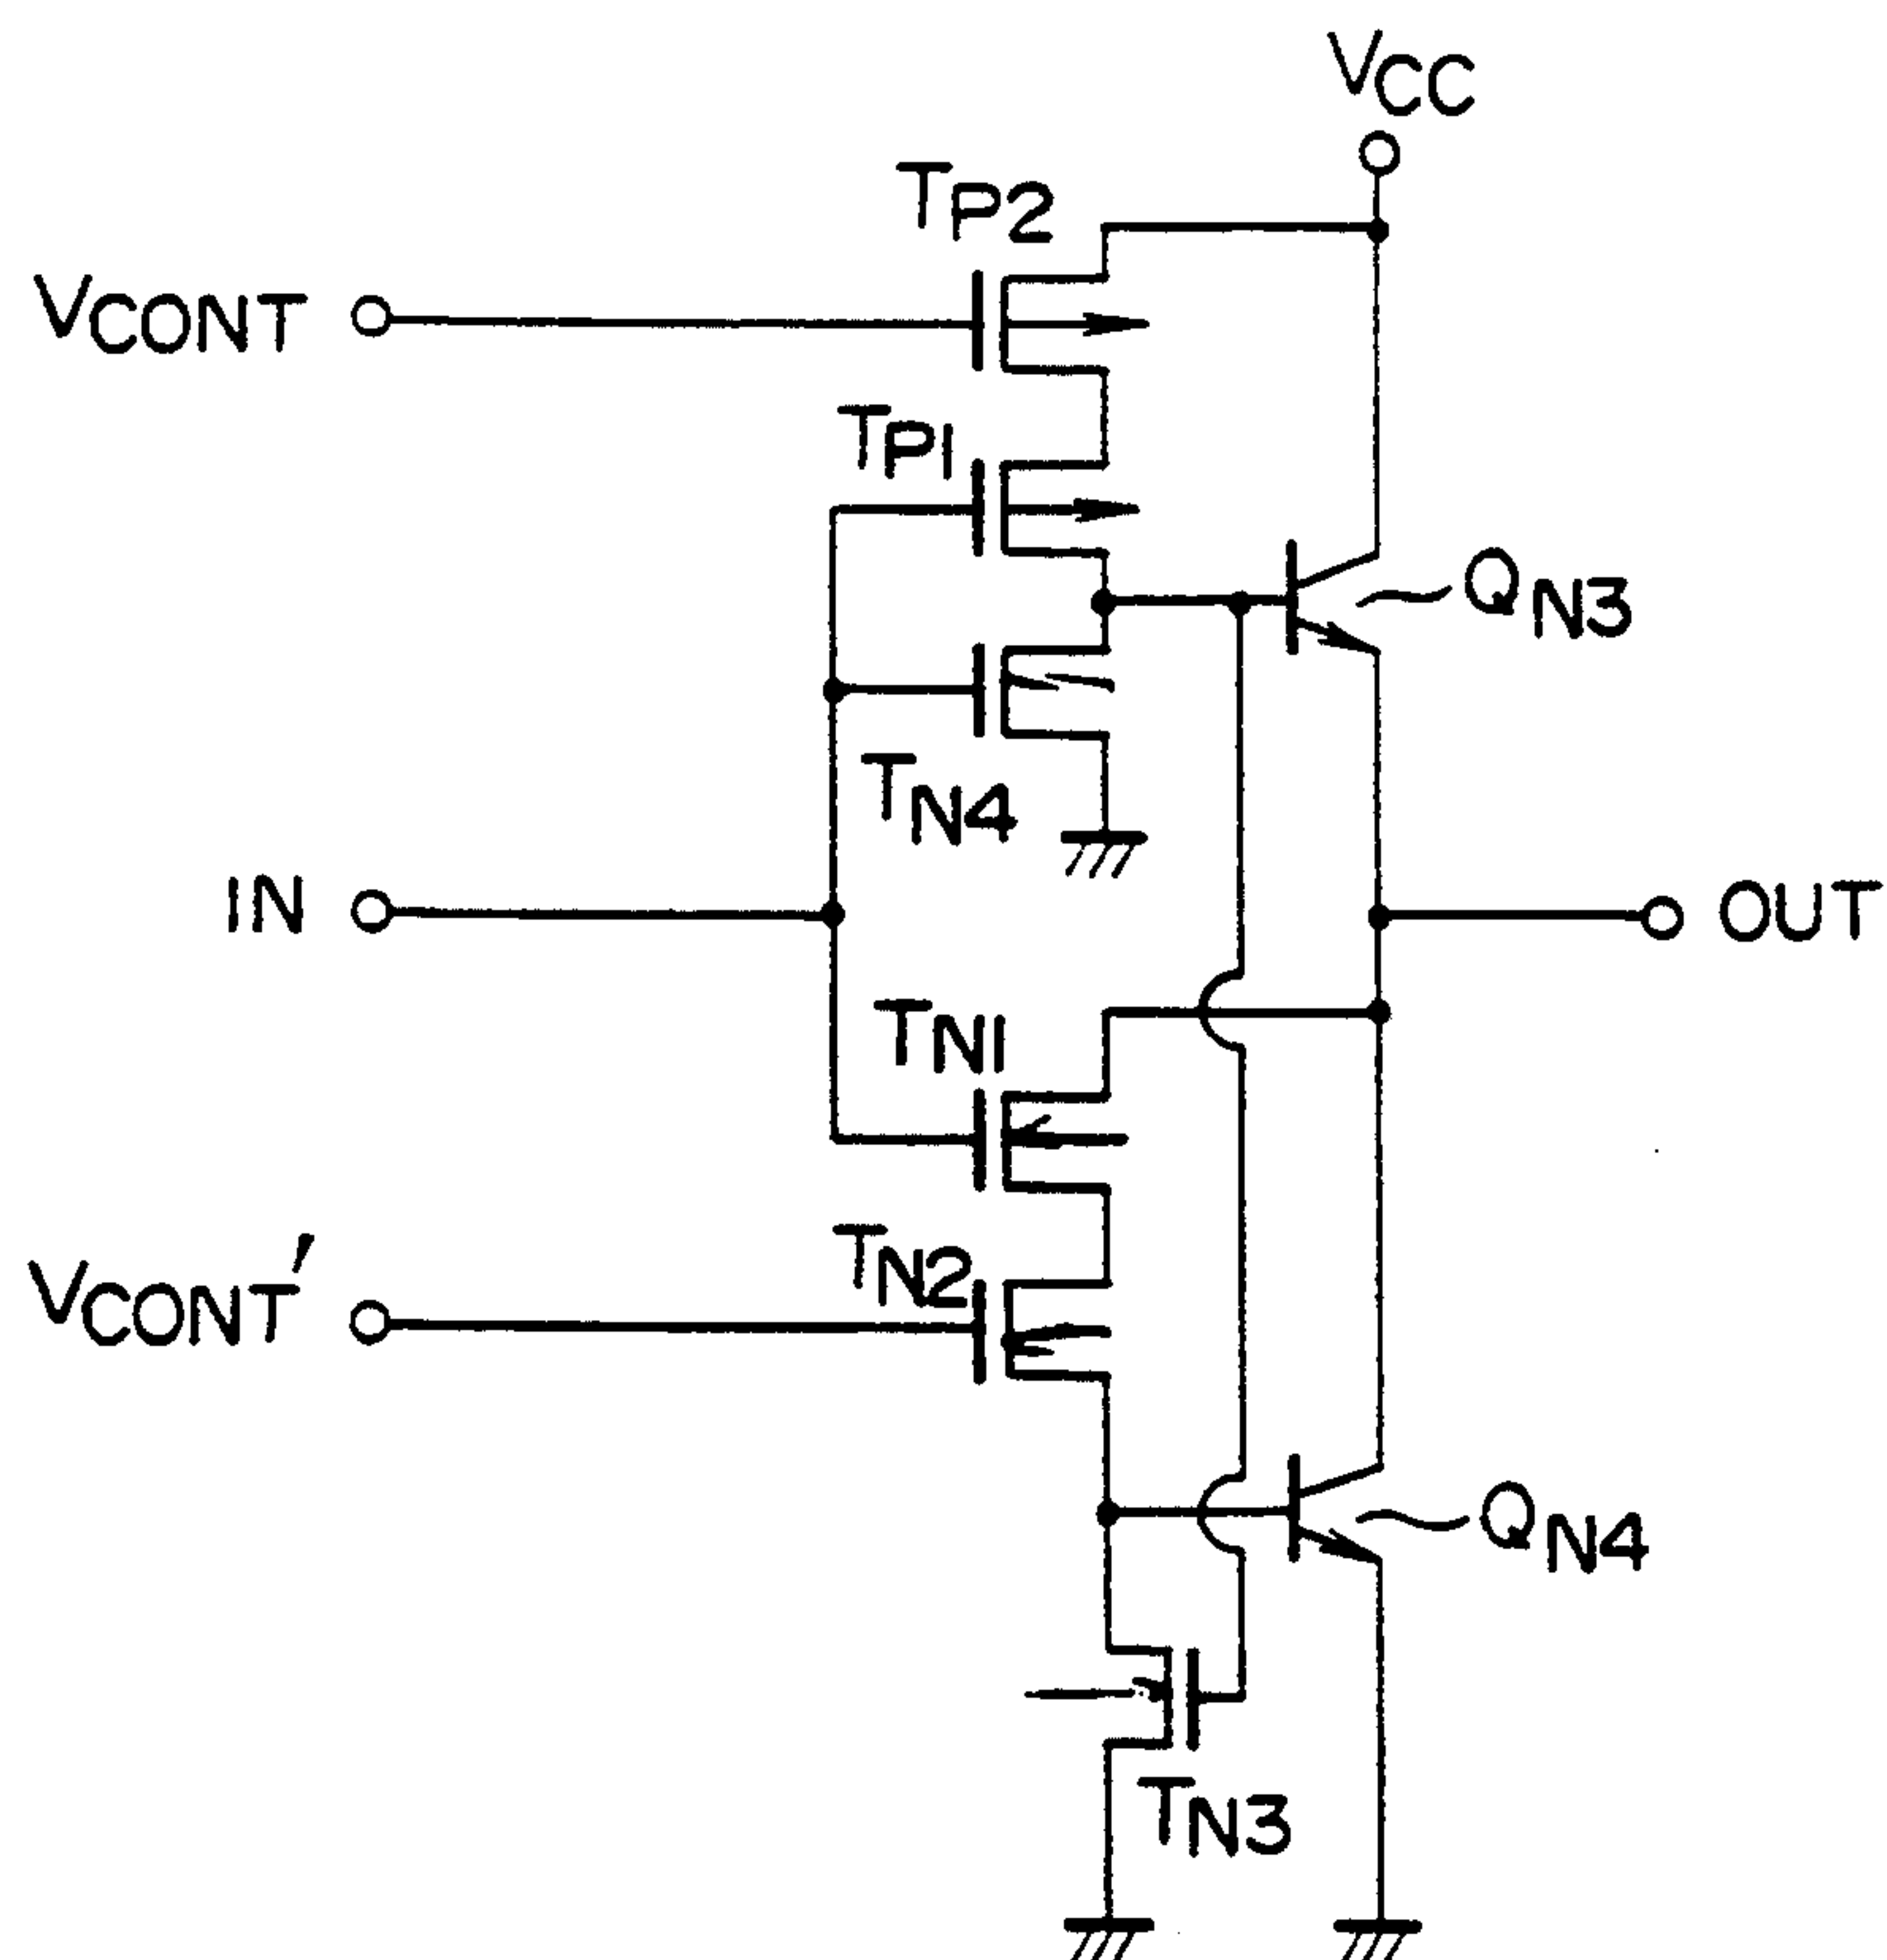 VCC
TP2
VCONT
TP1
QN3
TN4
IN
OUT
TN1
TN2
VCONT'
QN4
TN3